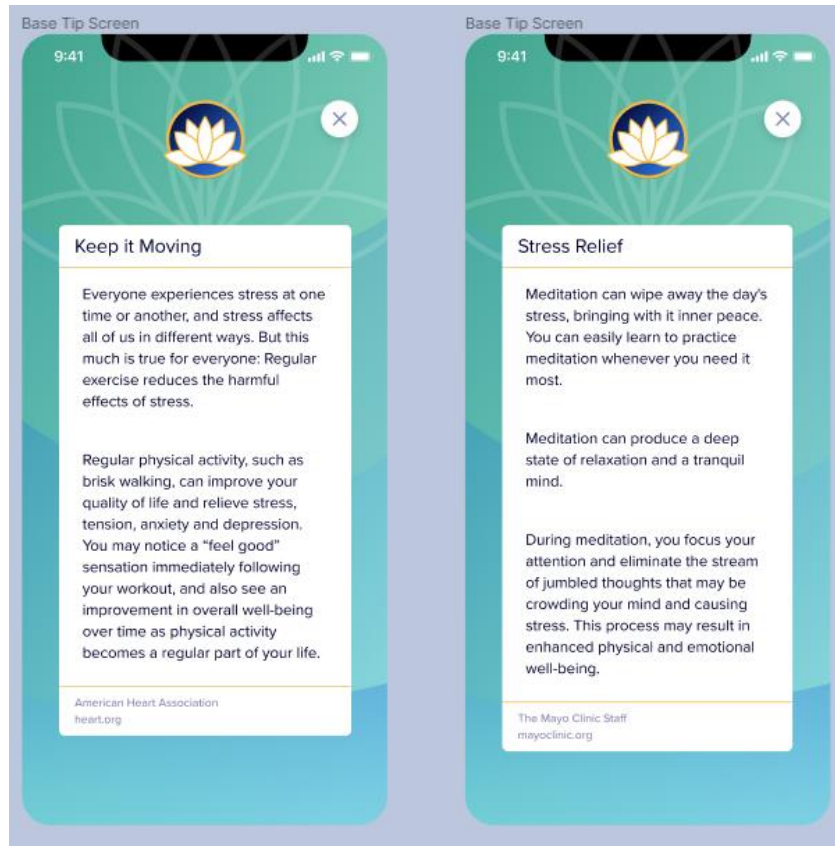 Base Tip Screen
9:41
Keep it Moving
Everyone experiences stress at one
time or another, and stress affects
all of us in different ways. But this
much is true for everyone: Regular
exercise reduces the harmful
effects of stress.
Regular physical activity, such as
brisk walking, can improve your
quality of life and relieve stress,
tension, anxiety and depression.
You may notice a “feel good”
sensation immediately following
your workout, and also see an
improvement in overall well-being
over time as physical activity
becomes a regular part of your life.
American Heart Association
heart.org
Base Tip Screen
9:41
Stress Relief
Meditation can wipe away the day's
stress, bringing with it inner peace.
You can easily learn to practice
meditation whenever you need it
most.
Meditation can produce a deep
state of relaxation and a tranquil
mind.
During meditation, you focus your
attention and eliminate the stream
of jumbled thoughts that may be
crowding your mind and causing
stress. This process may result in
enhanced physical and emotional
well-being.
The Mayo Clinic Staff
mayoclinic.org